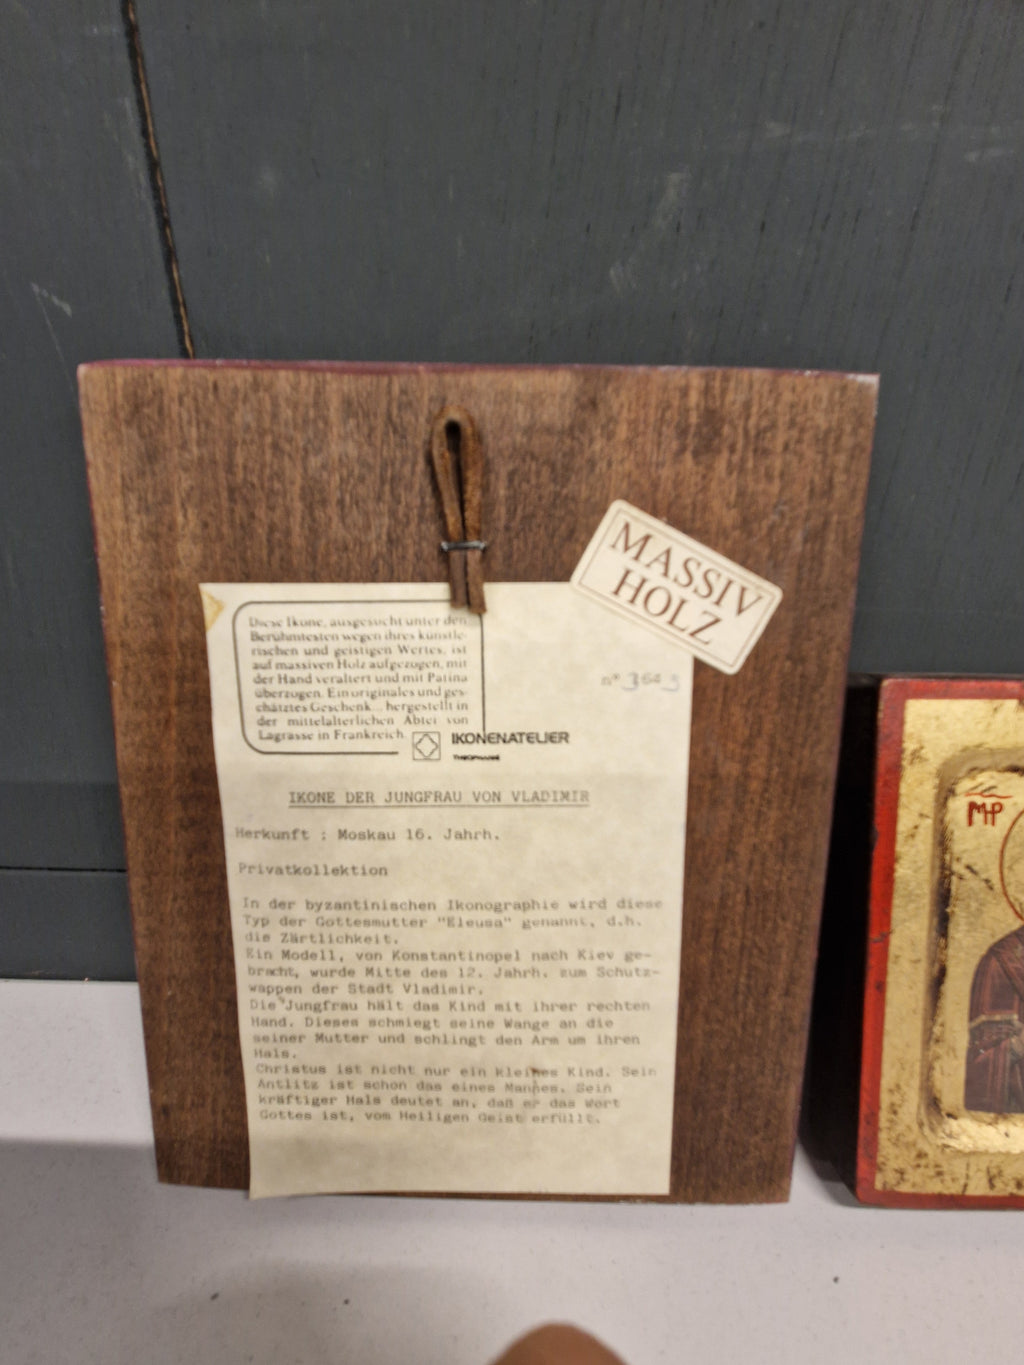 MASSIV
HOLZ
Diese Ikone, ausgesucht unter den
Berühmtesten wegen ihres künstle-
rischen und geistigen Wertes, ist
auf massiven Holz aufgezogen, mit
der Hand veraltert und mit Patina
überzogen. Ein originales und ges-
chätztes Geschenk... hergestellt in
der mittelalterlichen Abtei von
Lagrasse in Frankreich.
n°
IKONENATELIER
THEOPHANIE
IKONE DER JUNGFRAU VON VLADIMIR
Herkunft : Moskau 16. Jahrh.
Privatkollektion
In der byzantinischen Ikonographie wird diese
Typ der Gottesmutter "Eleusa" genannt, d.h.
die Zärtlichkeit.
Ein Modell, von Konstantinopel nach Kiev ge-
bracht, wurde Mitte des 12. Jahrh. zum Schutz-
wappen der Stadt Vladimir.
Die Jungfrau hält das Kind mit ihrer rechten
Hand. Dieses schmiegt seine Wange an die
seiner Mutter und schlingt den Arm um ihren
Hals.
Christus ist nicht nur ein kleines Kind. Sein
Antlitz ist schon das eines Mannes. Sein
kräftiger Hals deutet an, daß er das Wort
Gottes ist, vom Heiligen Geist erfüllt.
ΜΡ